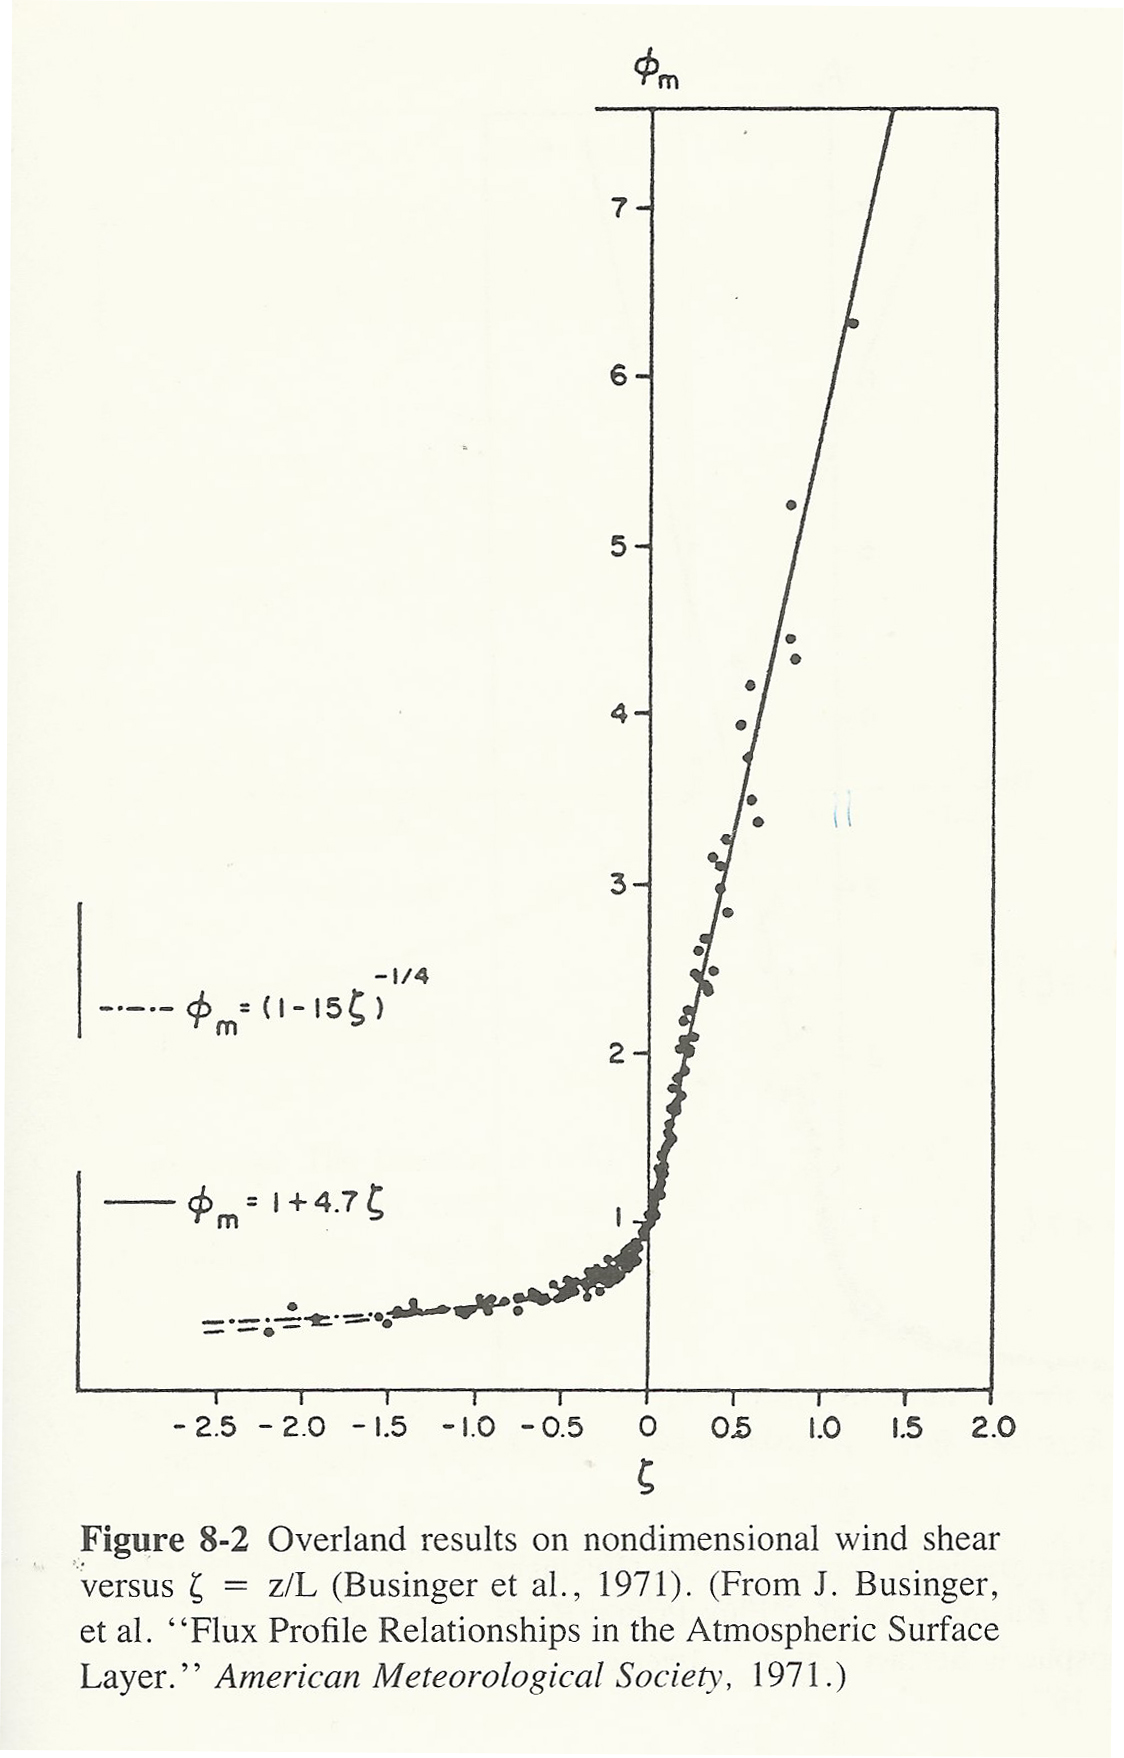 ϕm
7
6
5
4
3
2
1
ϕm = (1 - 15ζ)^-1/4
ϕm = 1 + 4.7ζ
-2.5 -2.0 -1.5 -1.0 -0.5 0 0.5 1.0 1.5 2.0
ζ
Figure 8-2 Overland results on nondimensional wind shear
versus ζ = z/L (Businger et al., 1971). (From J. Businger,
et al. “Flux Profile Relationships in the Atmospheric Surface
Layer.” American Meteorological Society, 1971.)